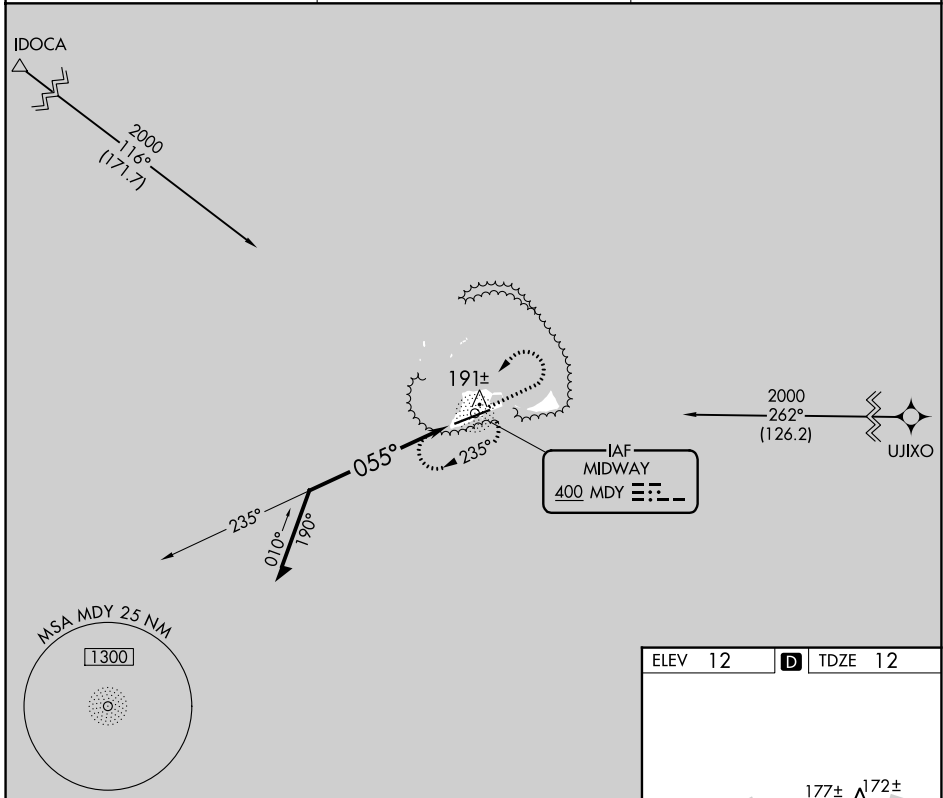 IDOCA
2000
116°
(171.7)
191±
2000
262°
(126.2)
UJIXO
055°
235°
IAF
MIDWAY
400 MDY
235°
010°
190°
MSA MDY 25 NM
1300
ELEV 12 D TDZE 12
177± 172±